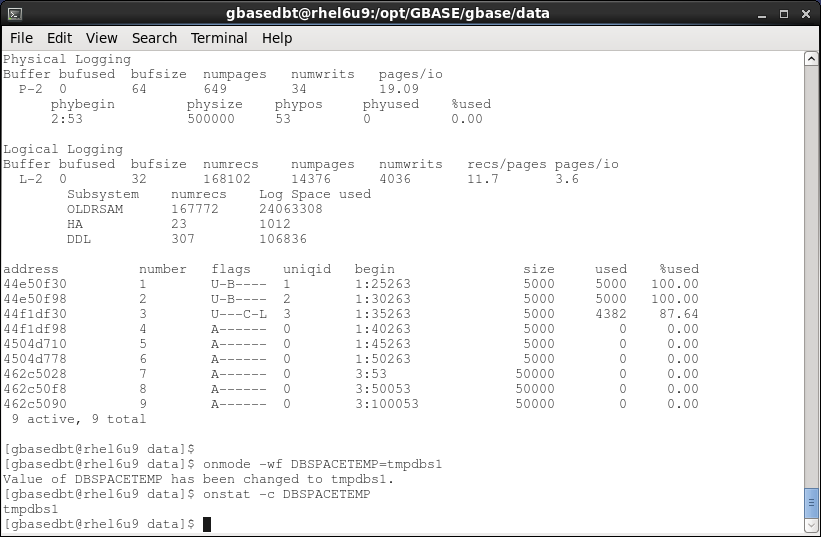 gbasedbt@rhel6u9:/opt/GBASE/gbase/data
File Edit View Search Terminal Help
Physical Logging
Buffer bufused bufsize numpages numwrits pages/io
P-2 0 64 649 34 19.09
phybegin physize phypos phyused %used
2:53 500000 53 0 0.00
Logical Logging
Buffer bufused bufsize numrecs numpages numwrits recs/pages pages/io
L-2 0 32 168102 14376 4036 11.7 3.6
Subsystem numrecs Log Space used
OLDRSAM 167772 24063308
HA 23 1012
DDL 307 106836
address number flags uniqid begin size used %used
44e50f30 1 U-B---- 1 1:25263 5000 5000 100.00
44e50f98 2 U-B---- 2 1:30263 5000 5000 100.00
44f1df30 3 U---C-L 3 1:35263 5000 4382 87.64
44f1df98 4 A------ 0 1:40263 5000 0 0.00
4504d710 5 A------ 0 1:45263 5000 0 0.00
4504d778 6 A------ 0 1:50263 5000 0 0.00
462c5028 7 A------ 0 3:53 50000 0 0.00
462c50f8 8 A------ 0 3:50053 50000 0 0.00
462c5090 9 A------ 0 3:100053 50000 0 0.00
9 active, 9 total
[gbasedbt@rhel6u9 data]$
[gbasedbt@rhel6u9 data]$ onmode -wf DBSPACETEMP=tmpdbs1
Value of DBSPACETEMP has been changed to tmpdbs1.
[gbasedbt@rhel6u9 data]$ onstat -c DBSPACETEMP
tmpdbs1
[gbasedbt@rhel6u9 data]$